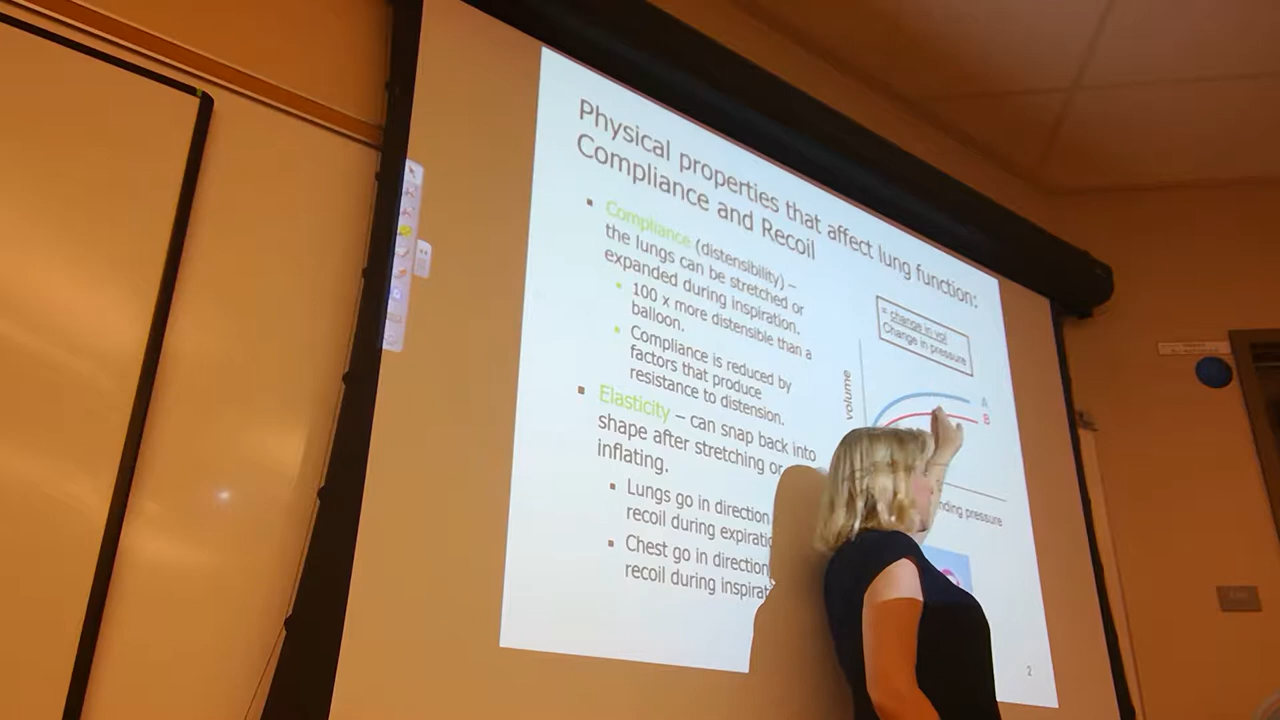 Physical properties that affect lung function:
Compliance and Recoil
Compliance (distensibility) –
the lungs can be stretched or
expanded during inspiration.
100 x more distensible than a
balloon.
Compliance is reduced by
factors that produce
resistance to distension.
Elasticity – can snap back into
shape after stretching or
inflating.
Lungs go in direction
recoil during
Chest go in direction
recoil during
= change in vol
Change in pressure
volume
A
B
pressure
2